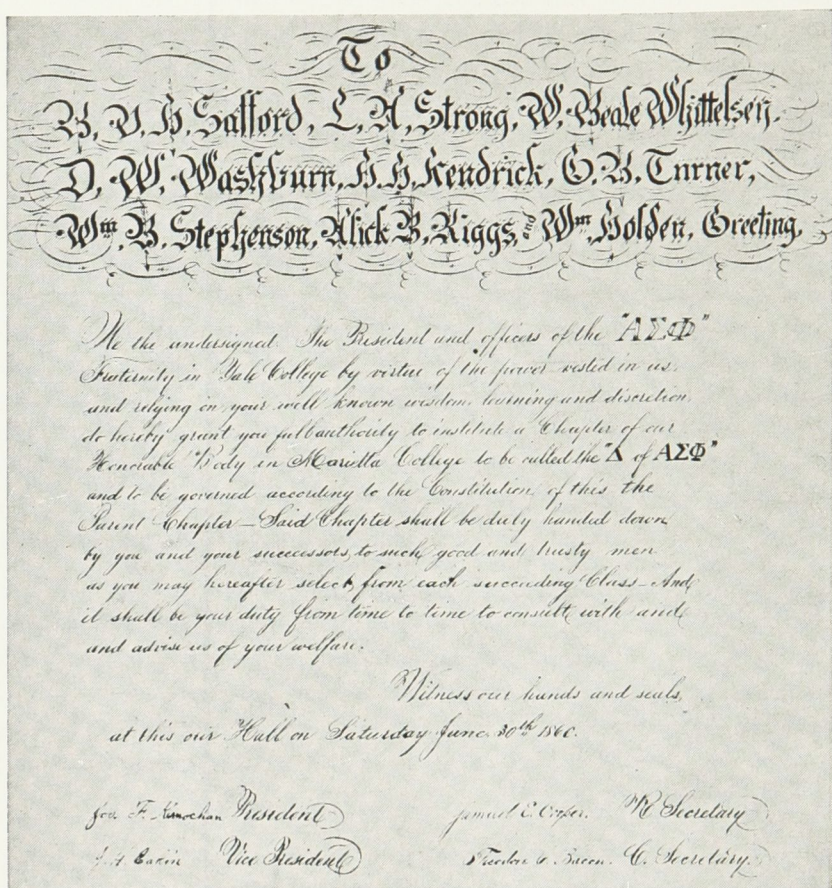 To
B. V. H. Safford, L. A. Strong, W. Beale Whittelsey.
D. W. Washburn, H. H. Kendrick, G. B. Turner,
Wm. B. Stephenson, Alick B. Riggs, and Wm. Holden, Greeting,
We the undersigned. The President and officers of the "ΑΣΦ"
Fraternity in Yale College by virtue of the power vested in us,
and relying on your well known wisdom, learning and discretion,
do hereby grant you full authority to institute a Chapter of our
Honorable Body in Marietta College to be called the "Δ of ΑΣΦ"
and to be governed according to the Constitution, of this the
Parent Chapter – Said Chapter shall be duly handed down
by you and your successors, to such good and trusty men
as you may hereafter select, from each succeeding Class – And
it shall be your duty from time to time to consult, with and
and advise us of your welfare.
Witness our hands and seals,
at this our Hall on Saturday June 30th 1860.
F. Kernochan President Samuel E. Cooper. R Secretary
Vice President Theodore C. Bacon. C. Secretary.